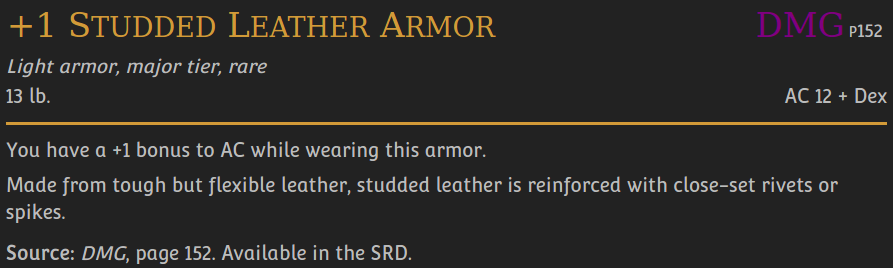 +1 Studded Leather Armor DMG P152
Light armor, major tier, rare
13 lb. AC 12 + Dex
You have a +1 bonus to AC while wearing this armor.
Made from tough but flexible leather, studded leather is reinforced with close-set rivets or
spikes.
Source: DMG, page 152. Available in the SRD.